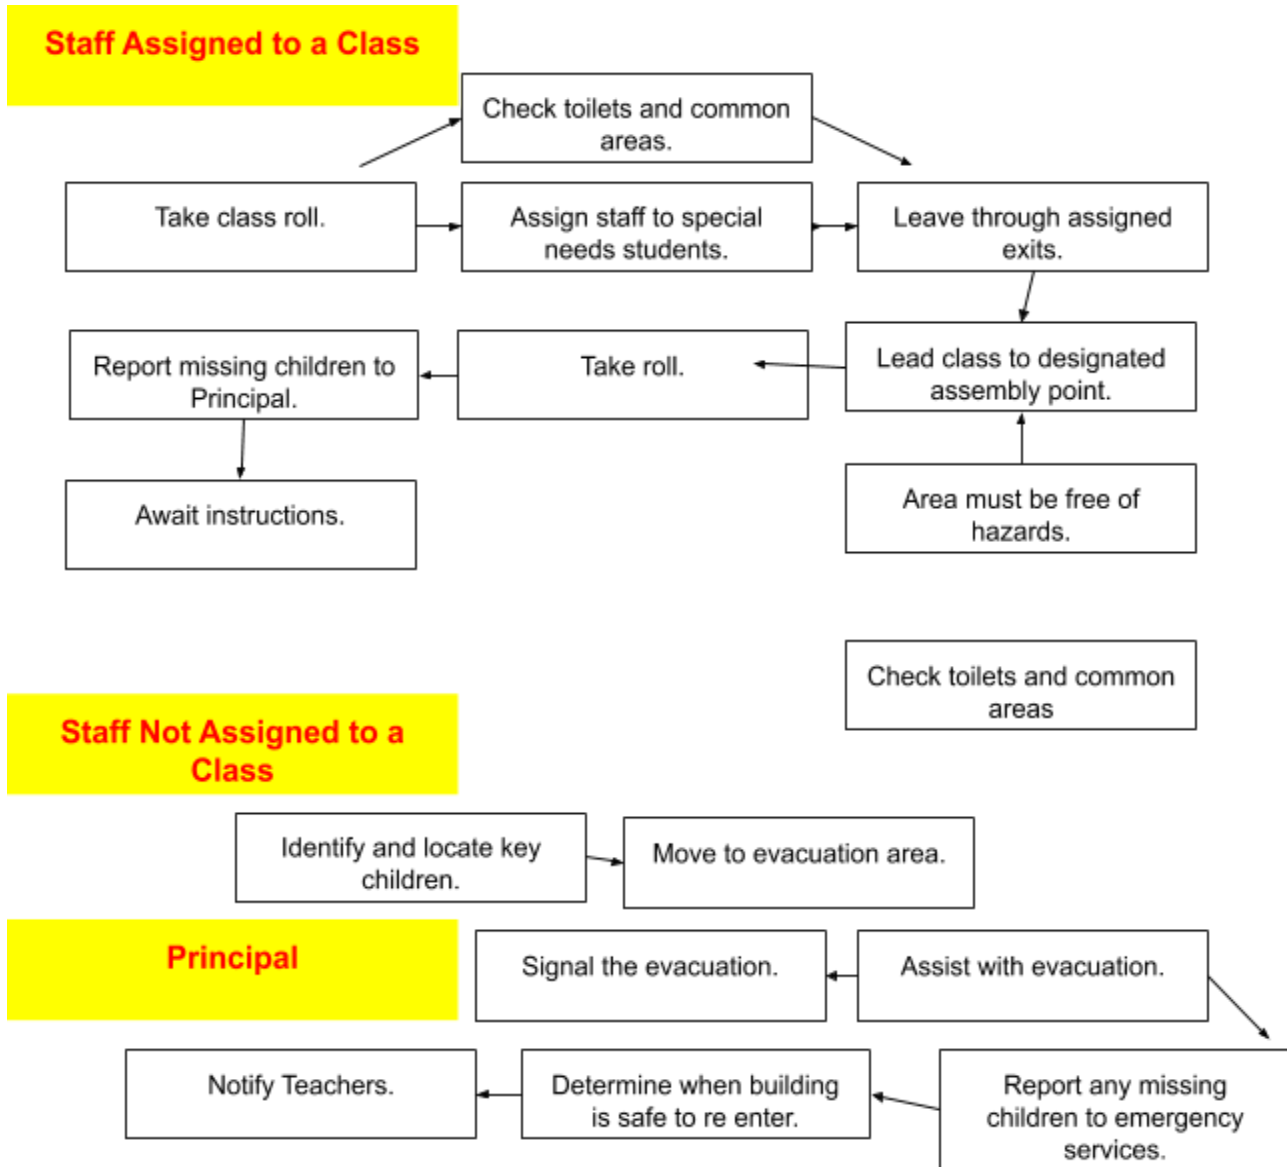 Staff Assigned to a Class
Check toilets and common
areas.
Take class roll.
Assign staff to special
needs students.
Leave through assigned
exits.
Report missing children to
Principal.
Take roll.
Lead class to designated
assembly point.
Await instructions.
Area must be free of
hazards.
Check toilets and common
areas
Staff Not Assigned to a
Class
Identify and locate key
children.
Move to evacuation area.
Principal
Signal the evacuation.
Assist with evacuation.
Notify Teachers.
Determine when building
is safe to re enter.
Report any missing
children to emergency
services.